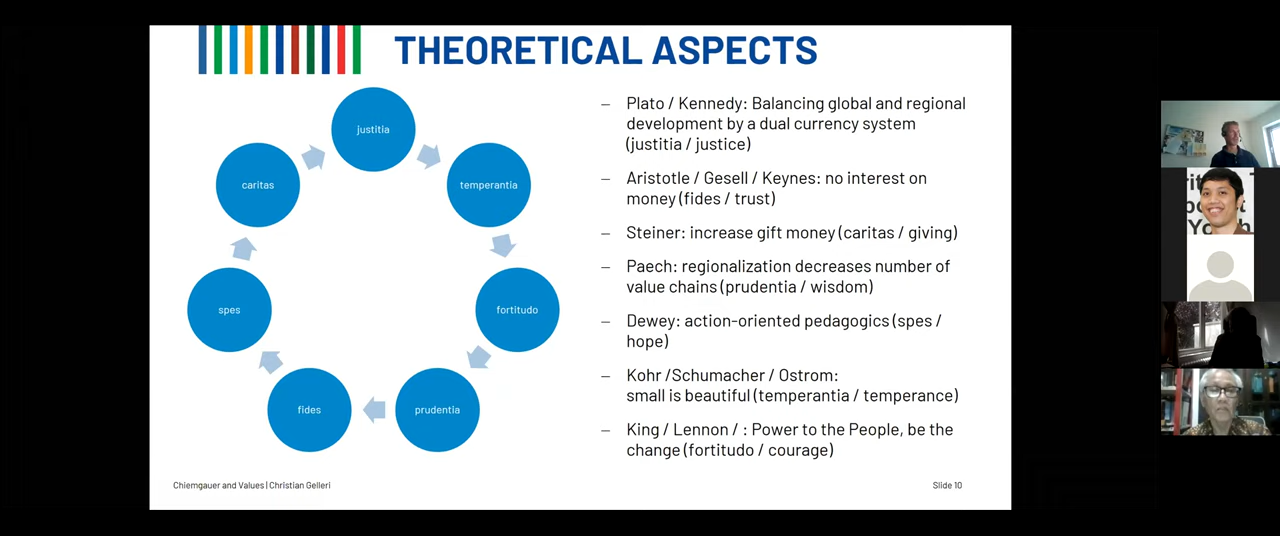 THEORETICAL ASPECTS
justitia
temperantia
fortitudo
prudentia
fides
spes
caritas
– Plato / Kennedy: Balancing global and regional
development by a dual currency system
(justitia / justice)
– Aristotle / Gesell / Keynes: no interest on
money (fides / trust)
– Steiner: increase gift money (caritas / giving)
– Paech: regionalization decreases number of
value chains (prudentia / wisdom)
– Dewey: action-oriented pedagogics (spes /
hope)
– Kohr /Schumacher / Ostrom:
small is beautiful (temperantia / temperance)
– King / Lennon / : Power to the People, be the
change (fortitudo / courage)
Chiemgauer and Values | Christian Gelleri
Slide 10